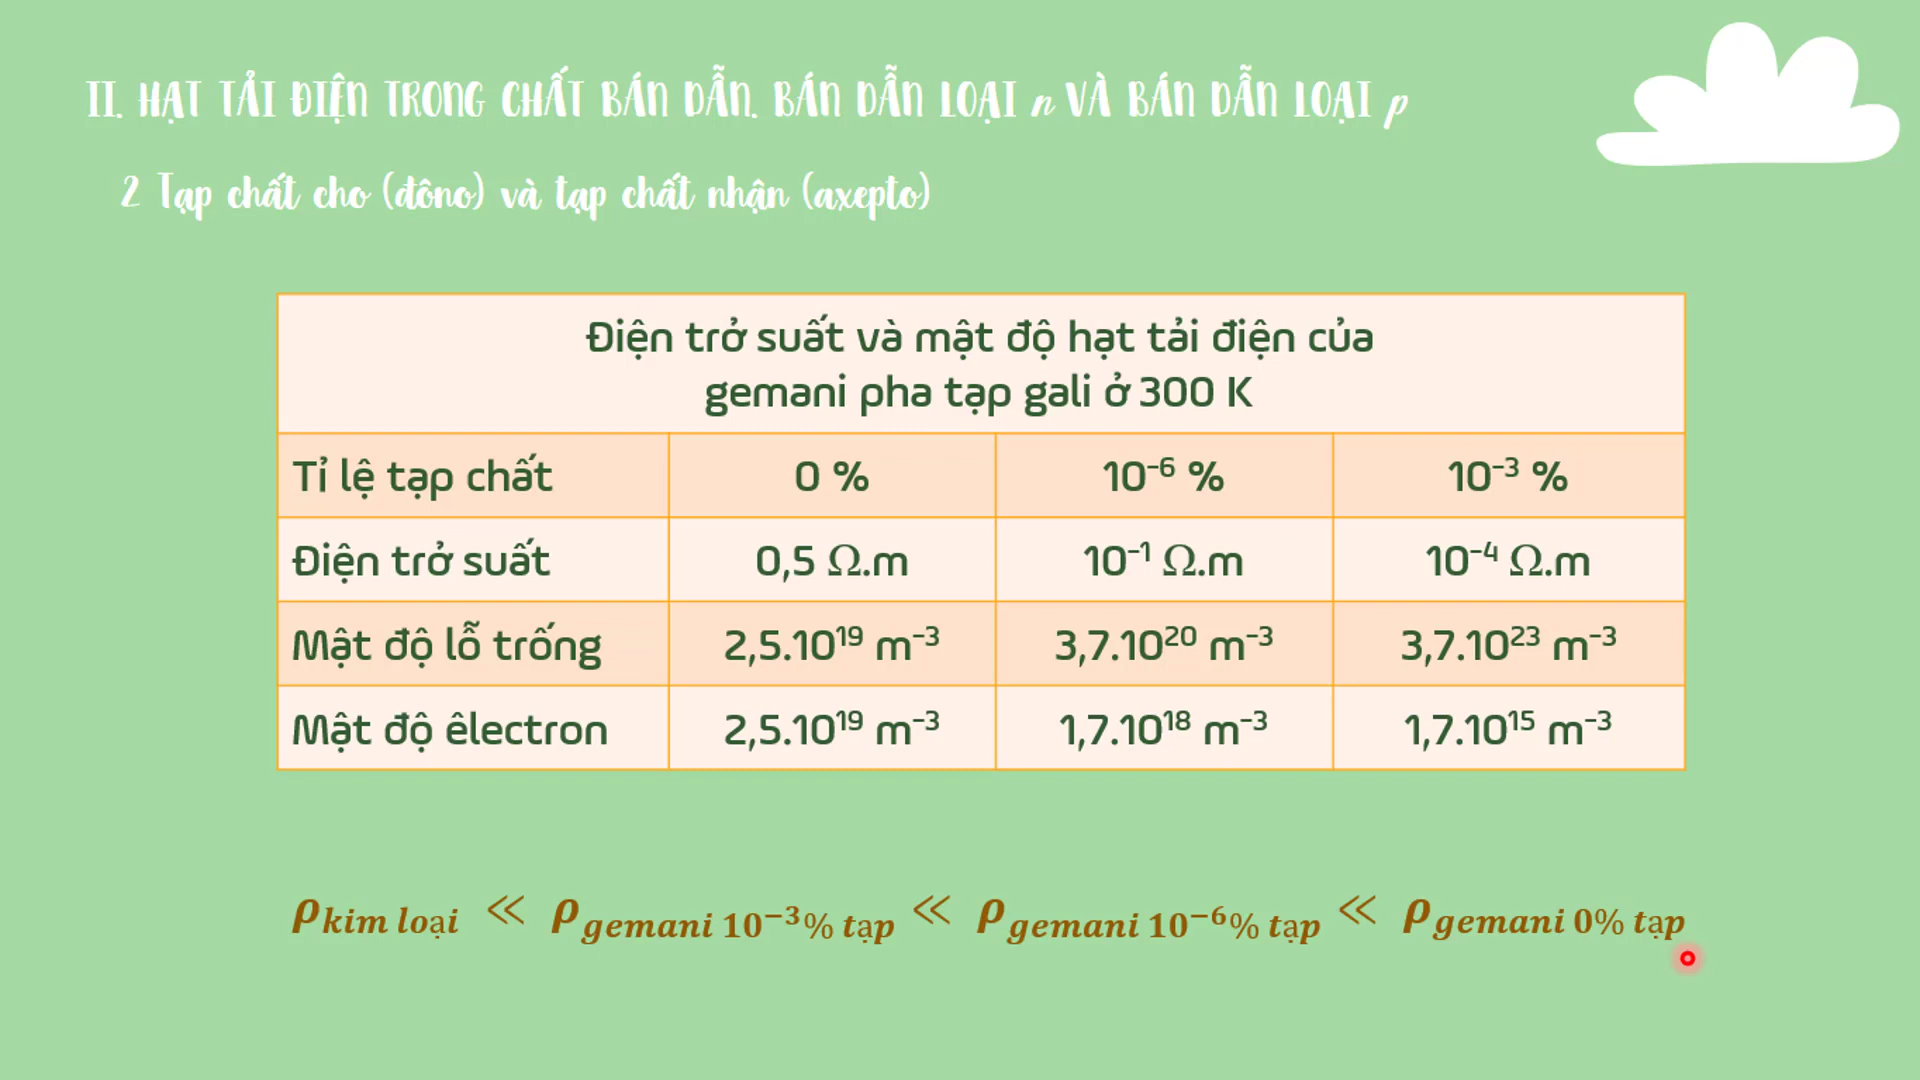 II. HẠT TẢI ĐIỆN TRONG CHẤT BÁN DẪN. BÁN DẪN LOẠI n VÀ BÁN DẪN LOẠI p
2 Tạp chất cho (đôno) và tạp chất nhận (axepto)
Điện trở suất và mật độ hạt tải điện của
gemani pha tạp gali ở 300 K
Tỉ lệ tạp chất 0 % 10⁻⁶ % 10⁻³ %
Điện trở suất 0,5 Ω.m 10⁻¹ Ω.m 10⁻⁴ Ω.m
Mật độ lỗ trống 2,5.10¹⁹ m⁻³ 3,7.10²⁰ m⁻³ 3,7.10²³ m⁻³
Mật độ êlectron 2,5.10¹⁹ m⁻³ 1,7.10¹⁸ m⁻³ 1,7.10¹⁵ m⁻³
ρ kim loại ≪ ρ gemani 10⁻³% tạp ≪ ρ gemani 10⁻⁶% tạp ≪ ρ gemani 0% tạp